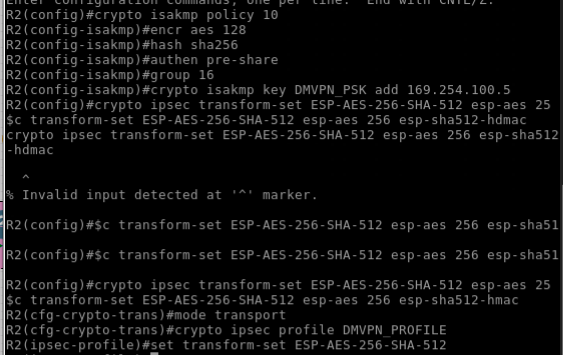 Enter configuration commands, one per line.  End with CNTL/Z.
R2(config)#crypto isakmp policy 10
R2(config-isakmp)#encr aes 128
R2(config-isakmp)#hash sha256
R2(config-isakmp)#authen pre-share
R2(config-isakmp)#group 16
R2(config-isakmp)#crypto isakmp key DMVPN_PSK add 169.254.100.5
R2(config)#crypto ipsec transform-set ESP-AES-256-SHA-512 esp-aes 25
$c transform-set ESP-AES-256-SHA-512 esp-aes 256 esp-sha512-hdmac
crypto ipsec transform-set ESP-AES-256-SHA-512 esp-aes 256 esp-sha512
-hdmac
^
% Invalid input detected at '^' marker.
R2(config)#$c transform-set ESP-AES-256-SHA-512 esp-aes 256 esp-sha51
R2(config)#$c transform-set ESP-AES-256-SHA-512 esp-aes 256 esp-sha51
R2(config)#crypto ipsec transform-set ESP-AES-256-SHA-512 esp-aes 25
$c transform-set ESP-AES-256-SHA-512 esp-aes 256 esp-sha512-hmac
R2(cfg-crypto-trans)#mode transport
R2(cfg-crypto-trans)#crypto ipsec profile DMVPN_PROFILE
R2(ipsec-profile)#set transform-set ESP-AES-256-SHA-512